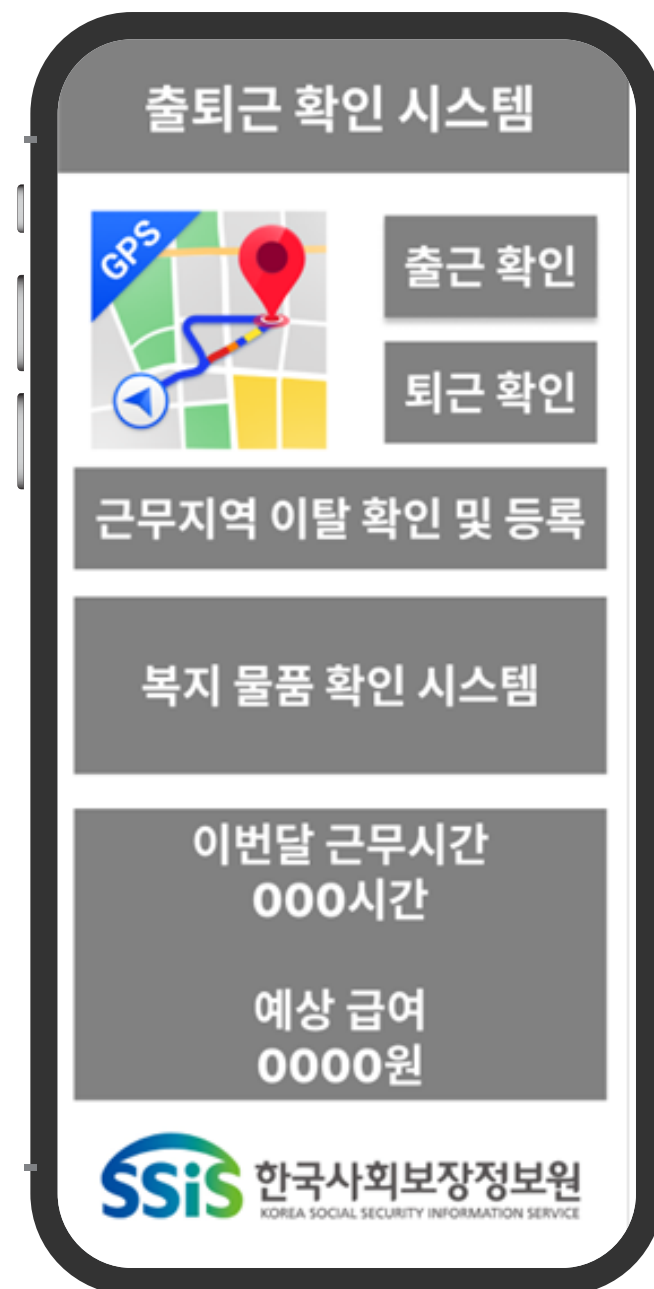 출퇴근 확인 시스템
GPS
출근 확인
퇴근 확인
근무지역 이탈 확인 및 등록
복지 물품 확인 시스템
이번달 근무시간
000시간
예상 급여
0000원
SSiS 한국사회보장정보원
KOREA SOCIAL SECURITY INFORMATION SERVICE